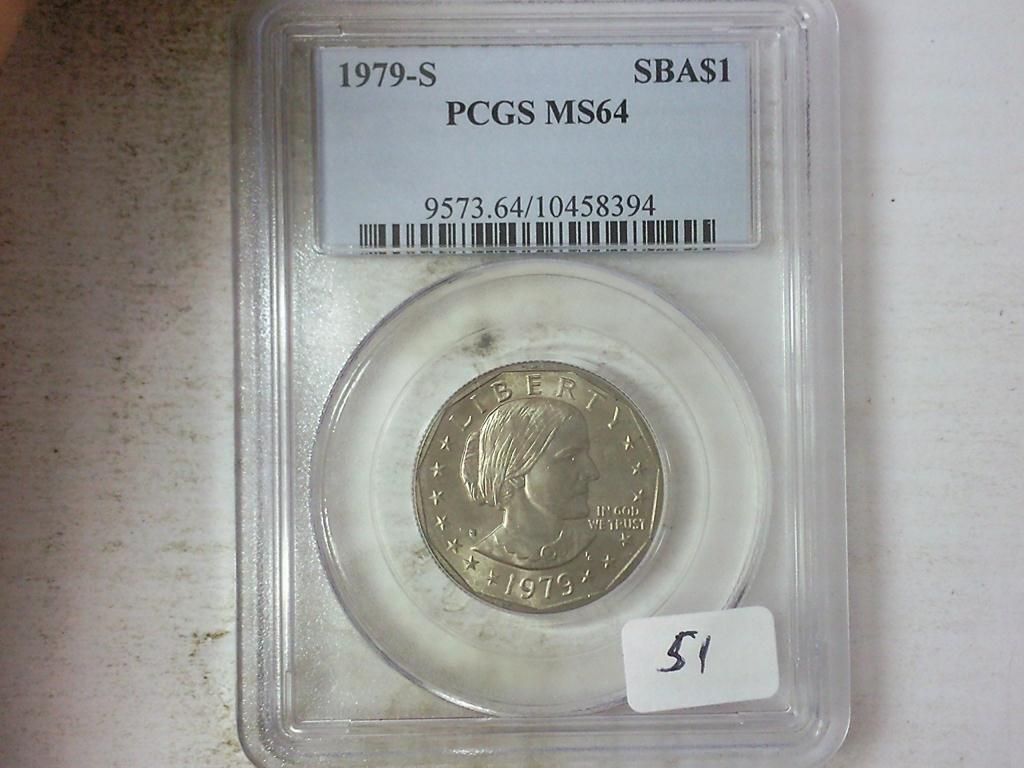 1979-S SBA$1
PCGS MS64
9573.64/10458394
LIBERTY
IN GOD
WE TRUST
1979
51